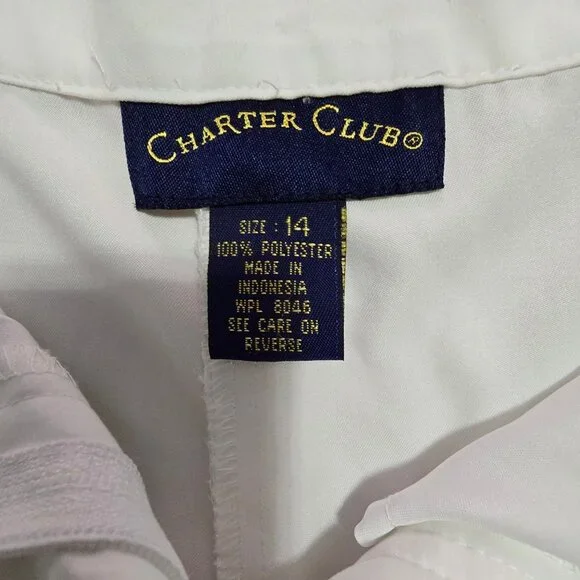 CHARTER CLUB®
SIZE : 14
100% POLYESTER
MADE IN
INDONESIA
WPL 8046
SEE CARE ON
REVERSE